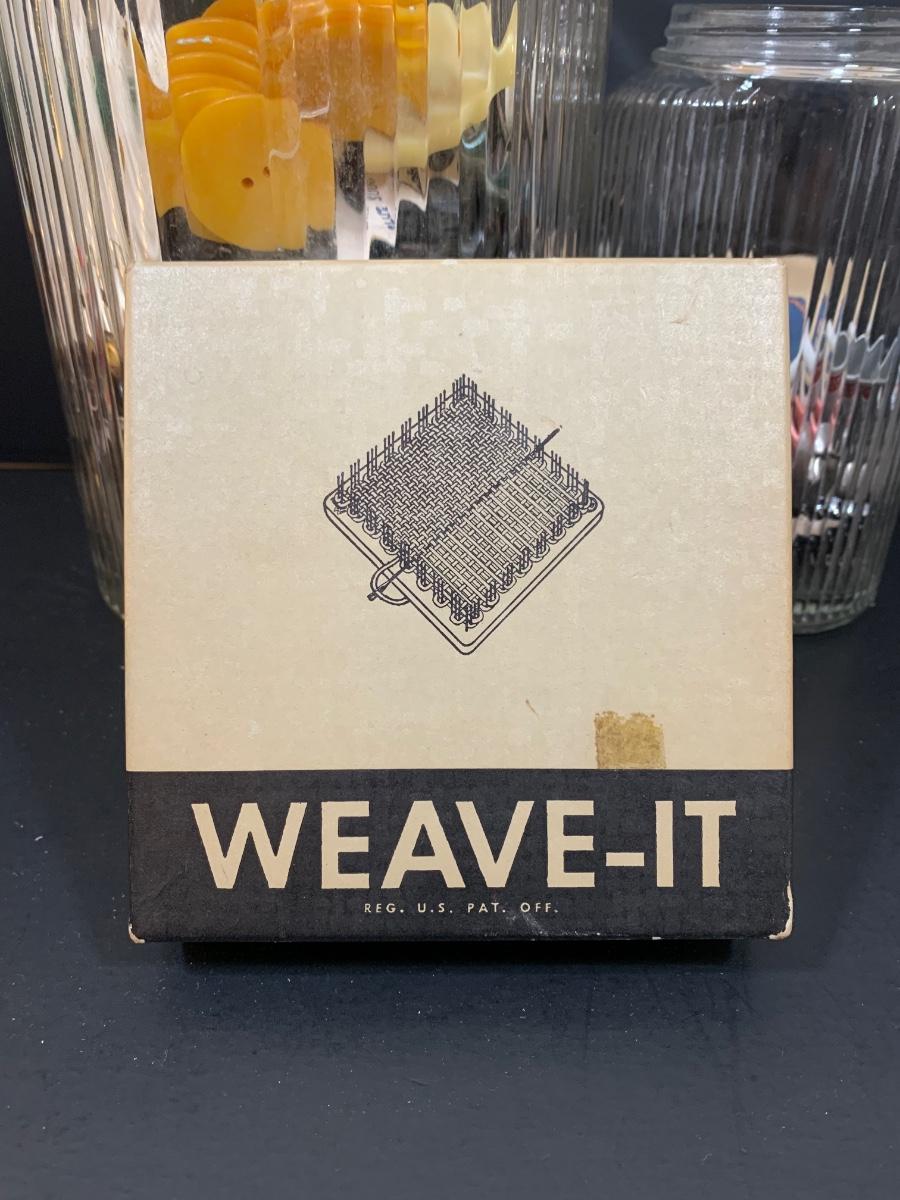 WEAVE-IT
REG. U.S. PAT. OFF.